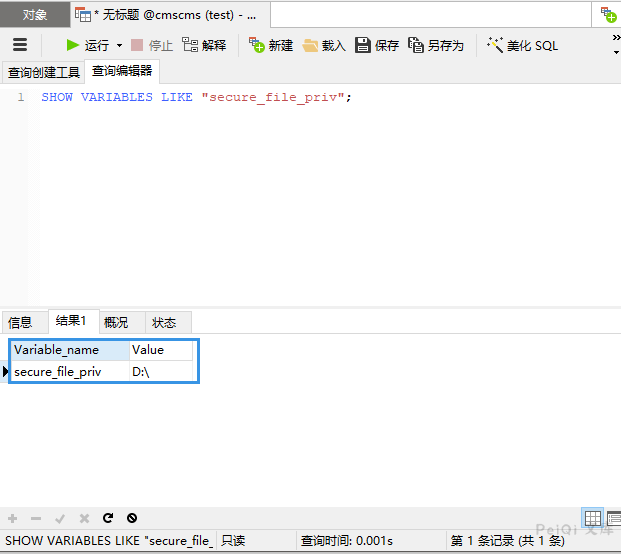 对象
* 无标题 @cmscms (test) - ...
运行 停止 解释 新建 载入 保存 另存为 美化 SQL
查询创建工具 查询编辑器
1 SHOW VARIABLES LIKE "secure_file_priv";
信息 结果1 概况 状态
Variable_name Value
secure_file_priv D:\
PeiQi 文库
SHOW VARIABLES LIKE "secure_file_ 只读 查询时间: 0.001s 第 1 条记录 (共 1 条)